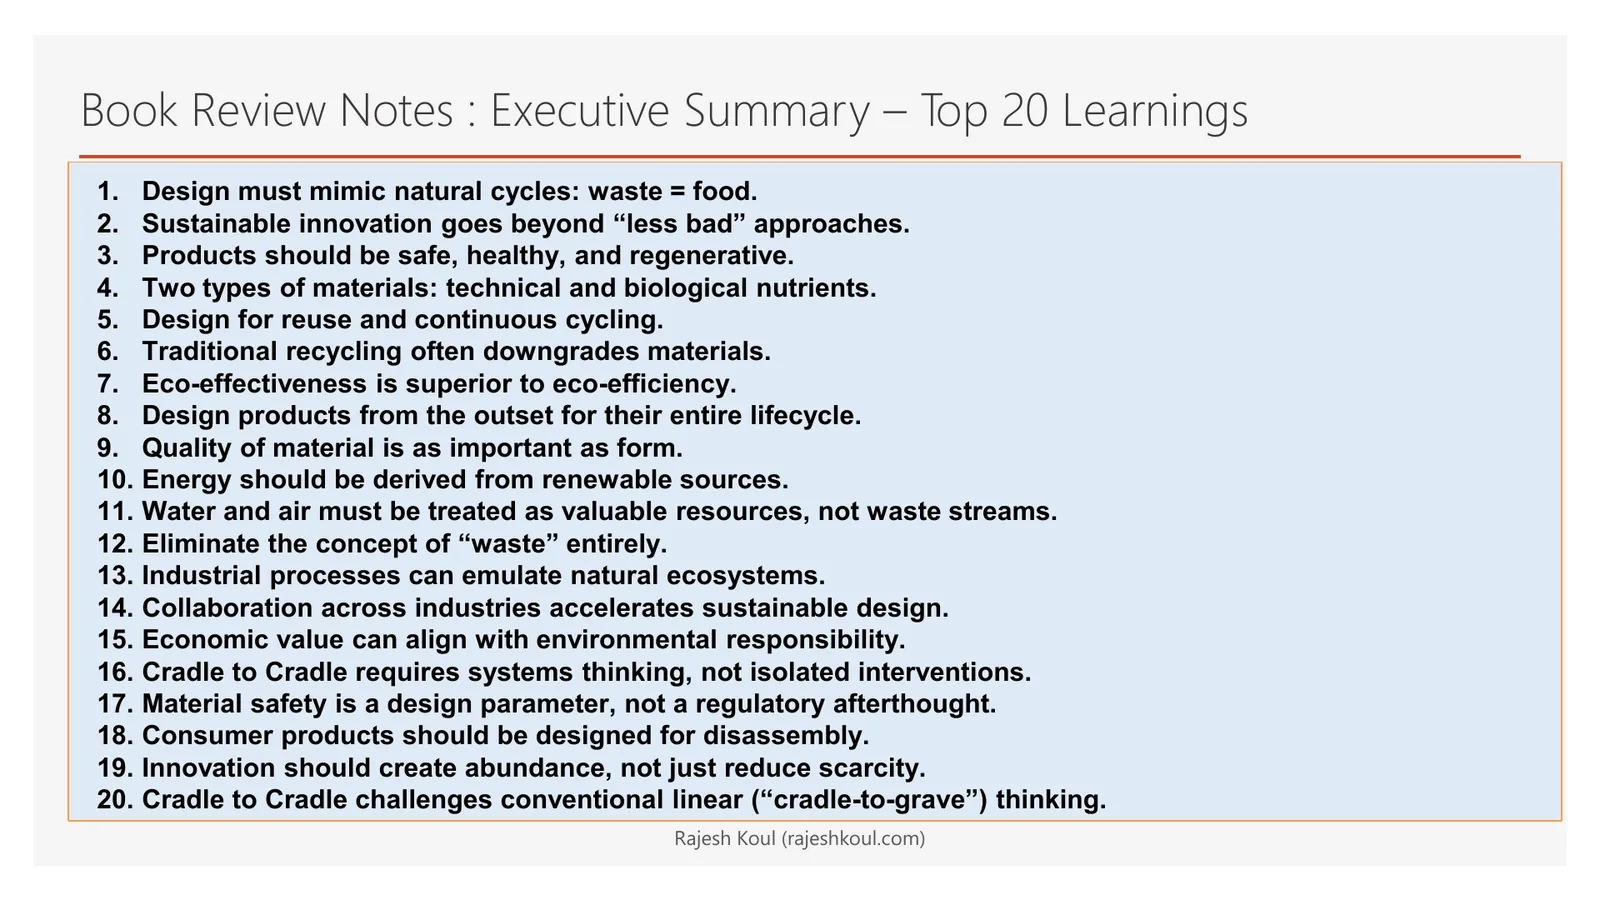 Book Review Notes : Executive Summary – Top 20 Learnings
1. Design must mimic natural cycles: waste = food.
2. Sustainable innovation goes beyond “less bad” approaches.
3. Products should be safe, healthy, and regenerative.
4. Two types of materials: technical and biological nutrients.
5. Design for reuse and continuous cycling.
6. Traditional recycling often downgrades materials.
7. Eco-effectiveness is superior to eco-efficiency.
8. Design products from the outset for their entire lifecycle.
9. Quality of material is as important as form.
10. Energy should be derived from renewable sources.
11. Water and air must be treated as valuable resources, not waste streams.
12. Eliminate the concept of “waste” entirely.
13. Industrial processes can emulate natural ecosystems.
14. Collaboration across industries accelerates sustainable design.
15. Economic value can align with environmental responsibility.
16. Cradle to Cradle requires systems thinking, not isolated interventions.
17. Material safety is a design parameter, not a regulatory afterthought.
18. Consumer products should be designed for disassembly.
19. Innovation should create abundance, not just reduce scarcity.
20. Cradle to Cradle challenges conventional linear (“cradle-to-grave”) thinking.
Rajesh Koul (rajeshkoul.com)